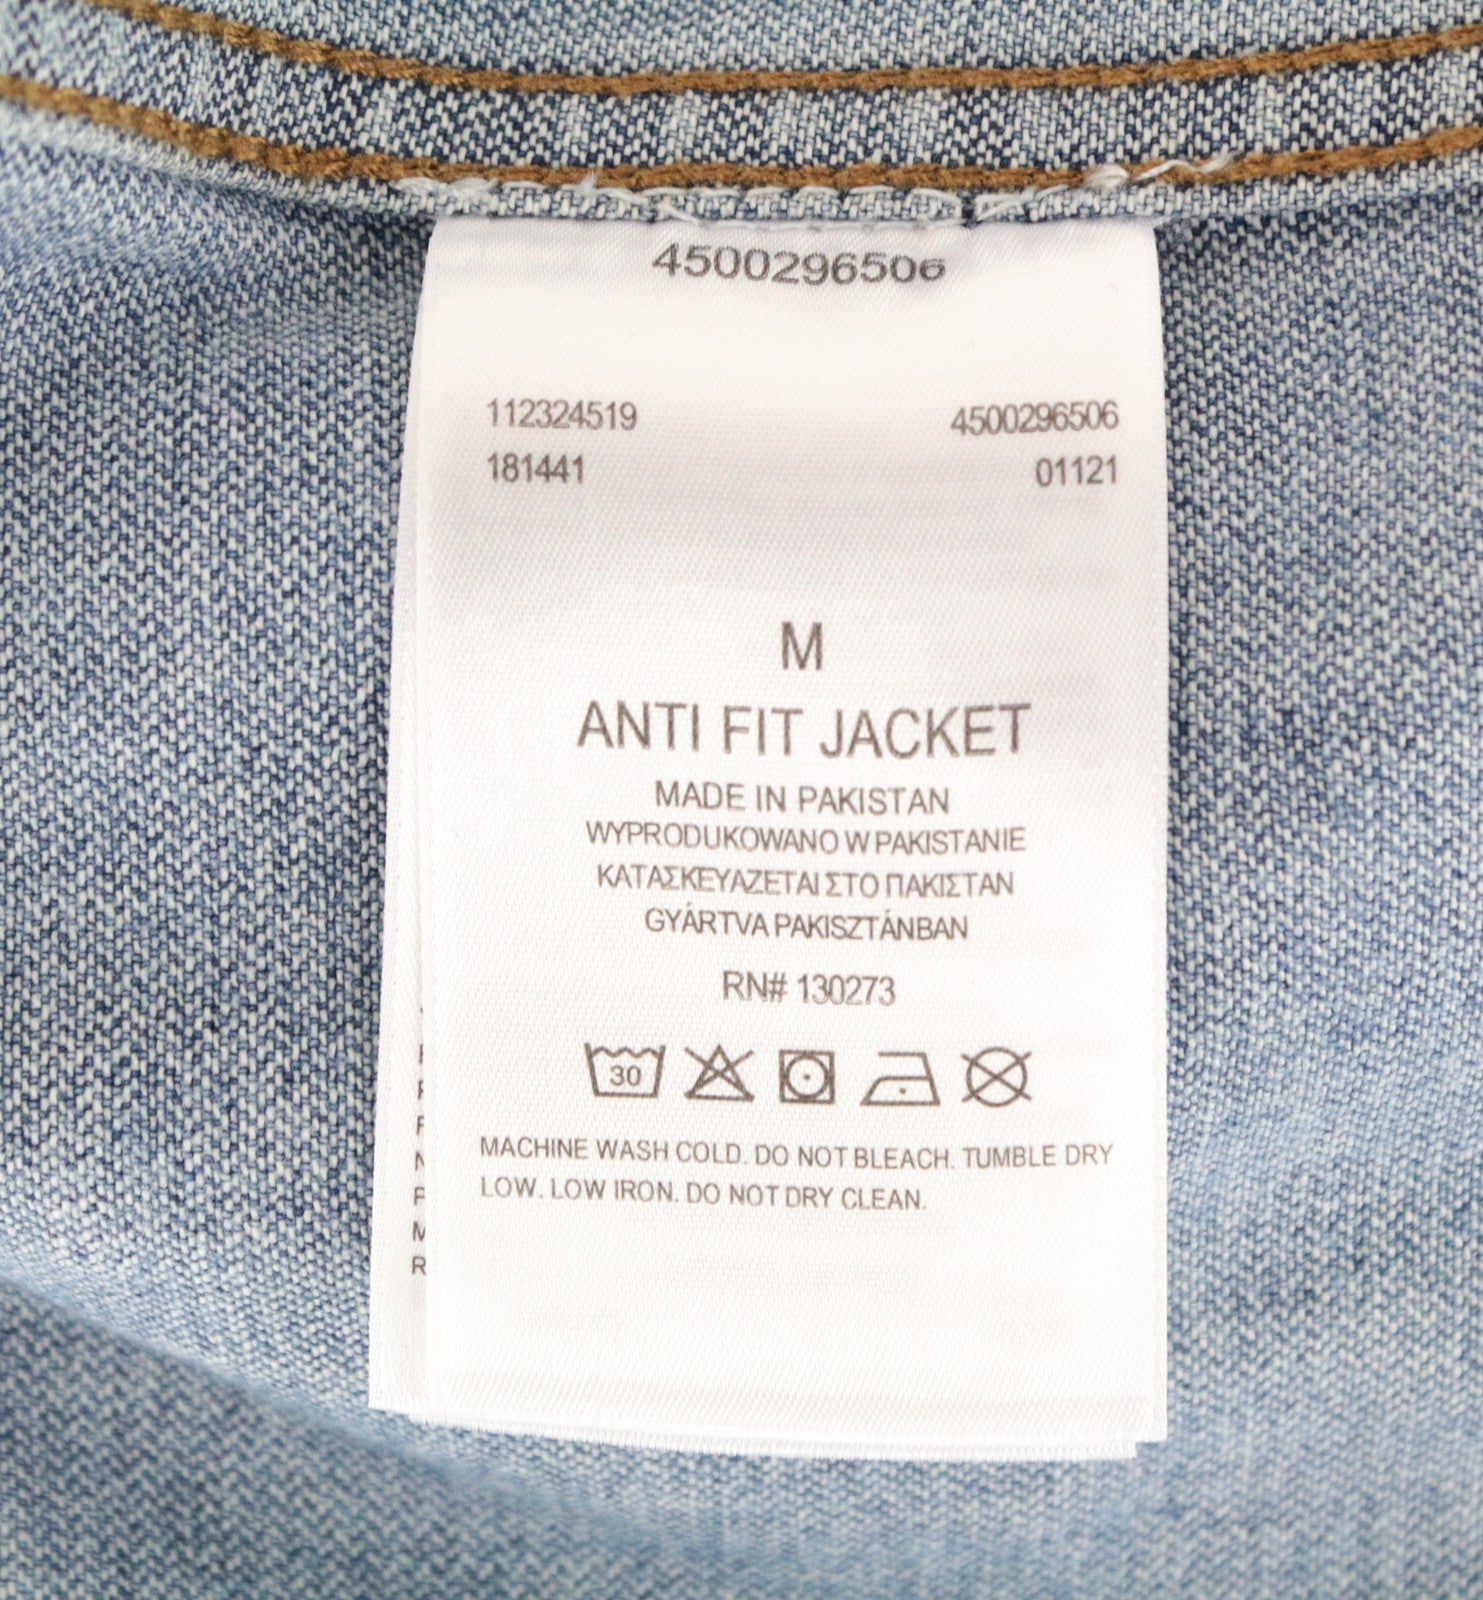 4500296506
112324519 4500296506
181441 01121
M
ANTI FIT JACKET
MADE IN PAKISTAN
WYPRODUKOWANO W PAKISTANIE
ΚΑΤΑΣΚΕΥΑΖΕΤΑΙ ΣΤΟ ΠΑΚΙΣΤΑΝ
GYÁRTVA PAKISZTÁNBAN
RN# 130273
30
MACHINE WASH COLD. DO NOT BLEACH. TUMBLE DRY
LOW. LOW IRON. DO NOT DRY CLEAN.